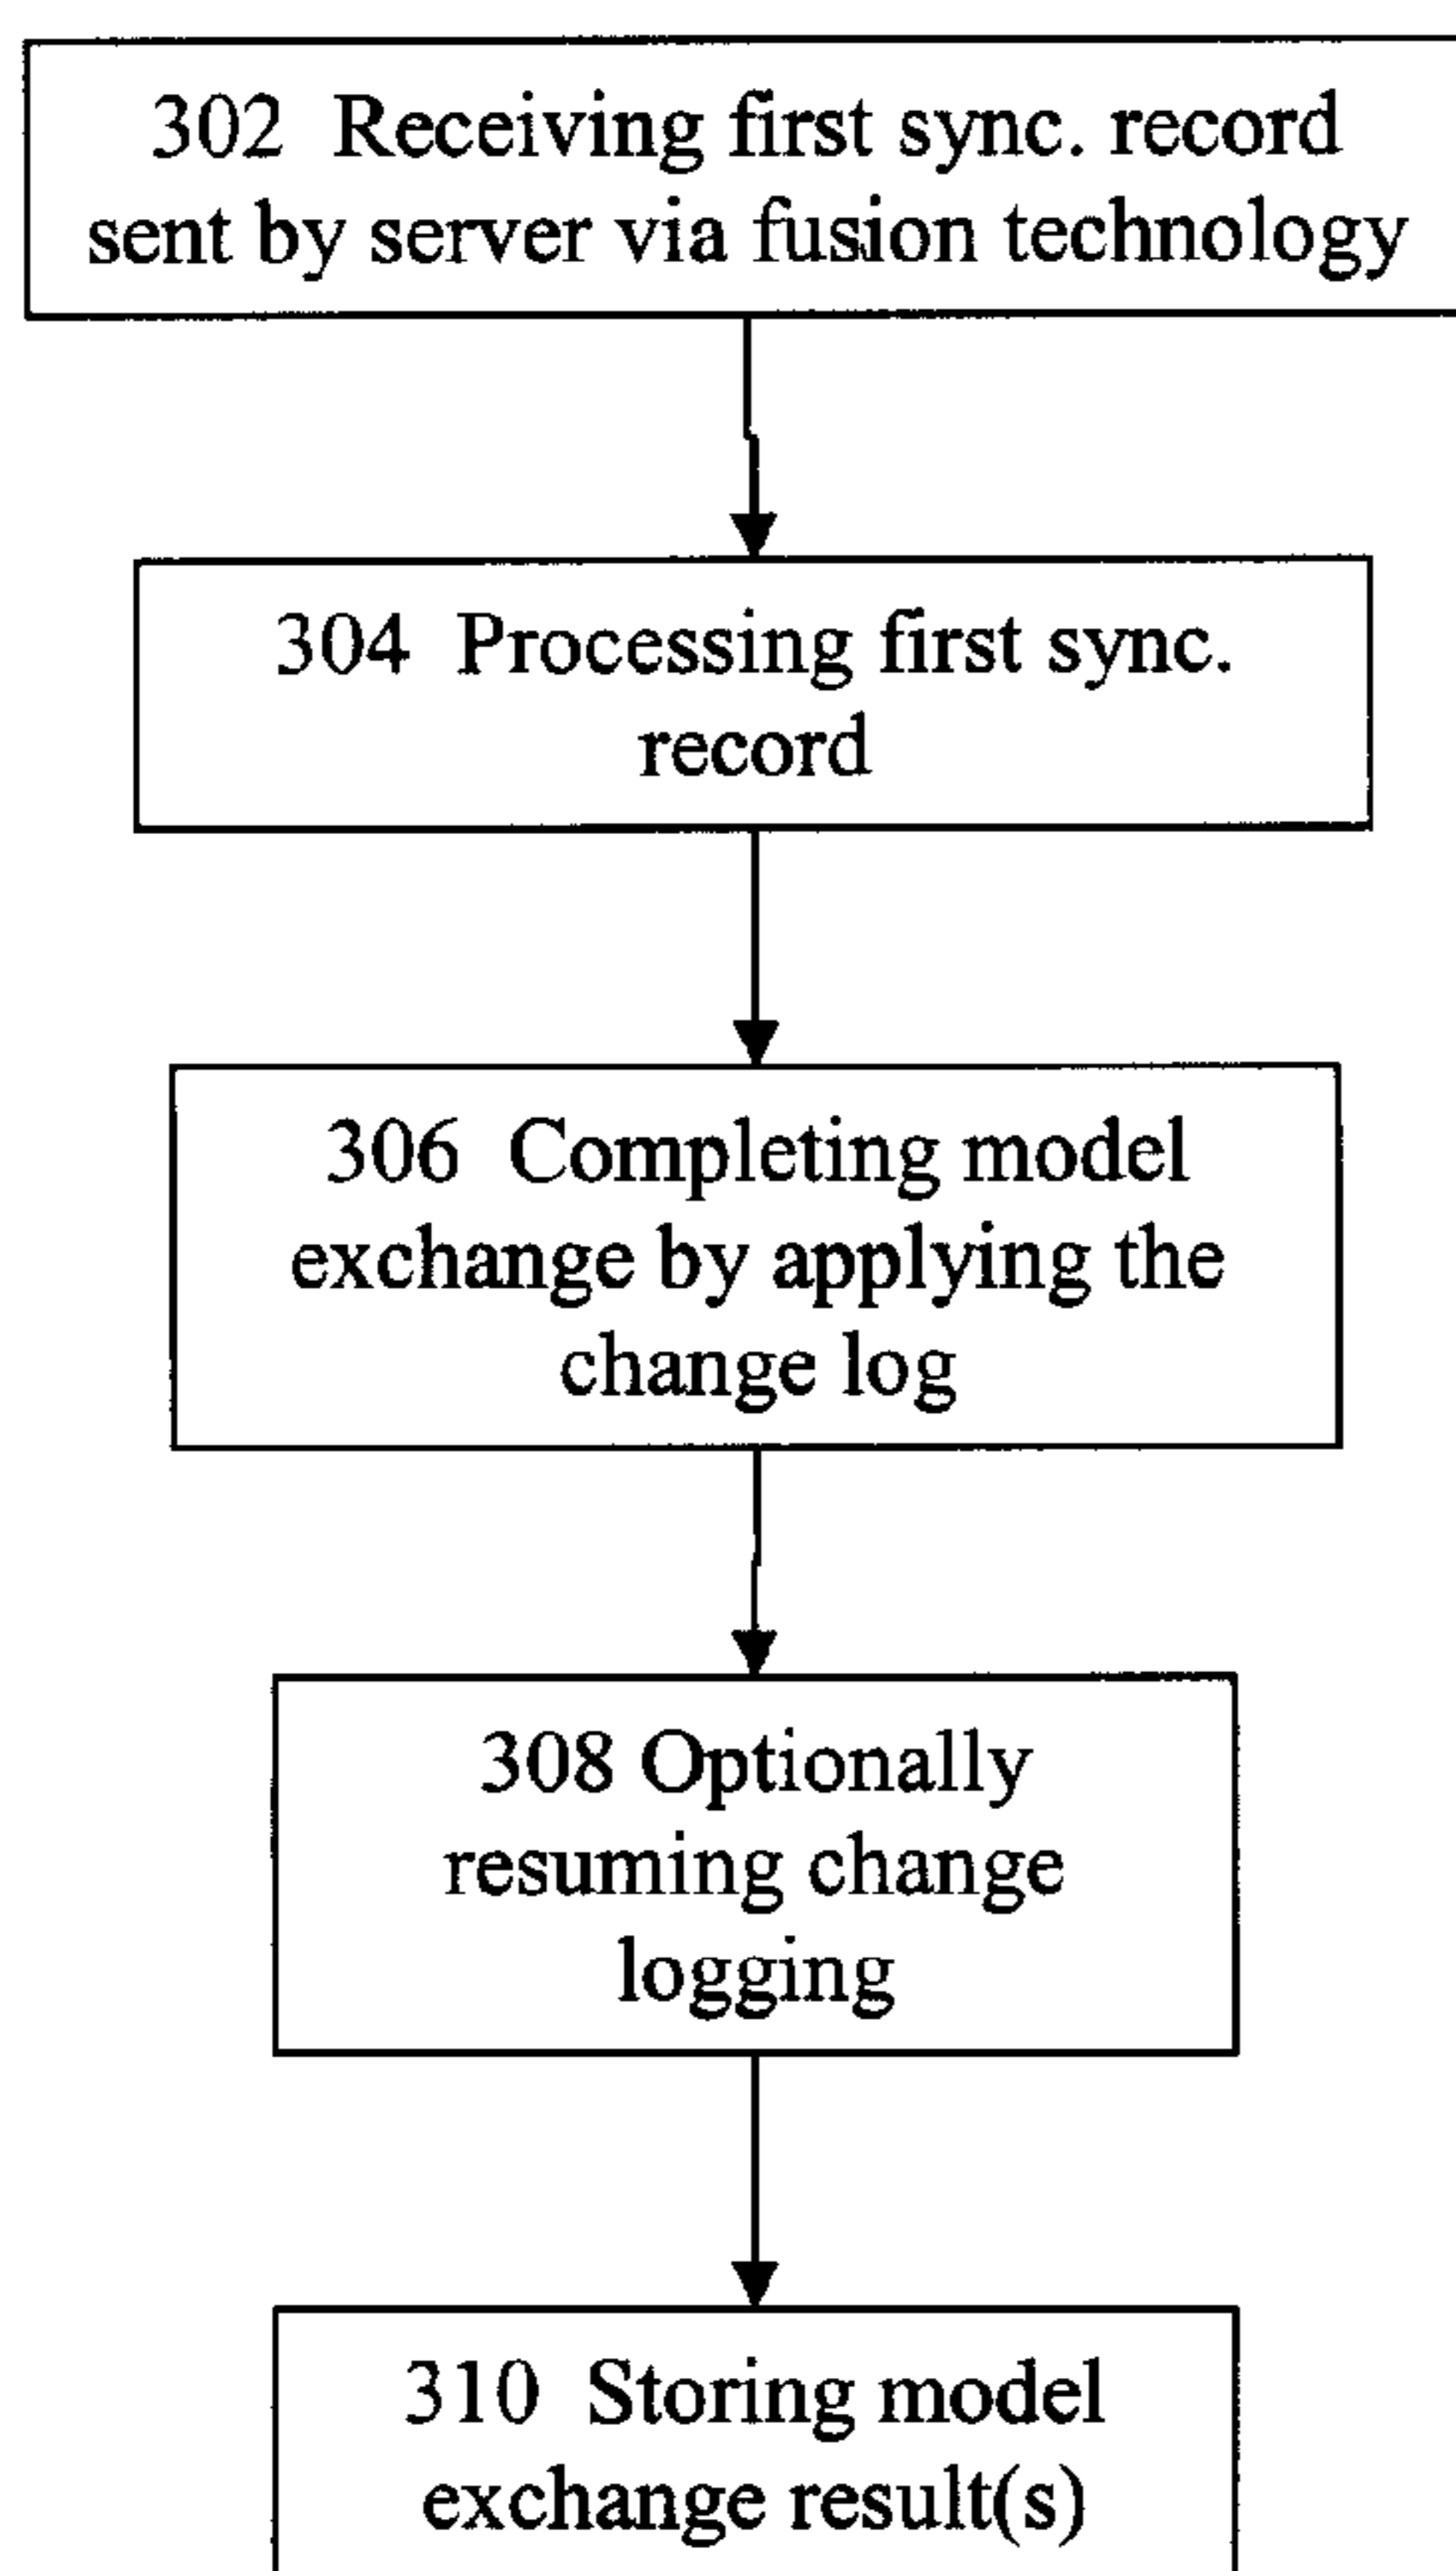 302 Receiving first sync. record
sent by server via fusion technology
304 Processing first sync.
record
306 Completing model
exchange by applying the
change log
308 Optionally
resuming change
logging
310 Storing model
exchange result(s)